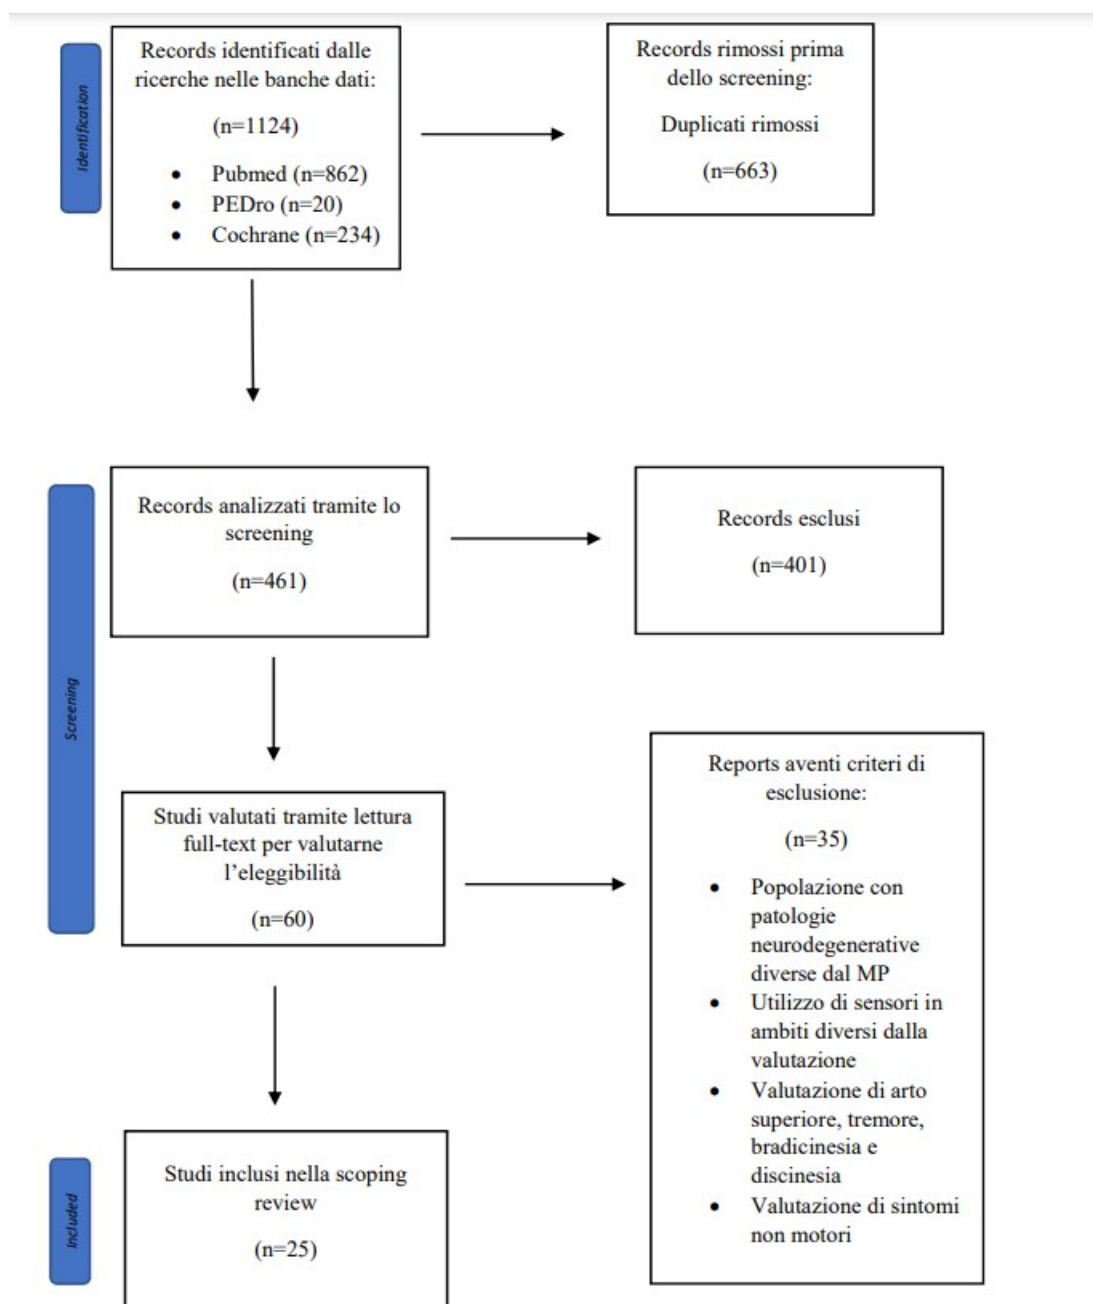 Identification
Records identificati dalle
ricerche nelle banche dati:
(n=1124)
• Pubmed (n=862)
• PEDro (n=20)
• Cochrane (n=234)
Records rimossi prima
dello screening:
Duplicati rimossi
(n=663)
Screening
Records analizzati tramite lo
screening
(n=461)
Records esclusi
(n=401)
Studi valutati tramite lettura
full-text per valutarne
l’eleggibilità
(n=60)
Reports aventi criteri di
esclusione:
(n=35)
• Popolazione con
patologie
neurodegenerative
diverse dal MP
• Utilizzo di sensori in
ambiti diversi dalla
valutazione
• Valutazione di arto
superiore, tremore,
bradicinesia e
discinesia
• Valutazione di sintomi
non motori
Included
Studi inclusi nella scoping
review
(n=25)